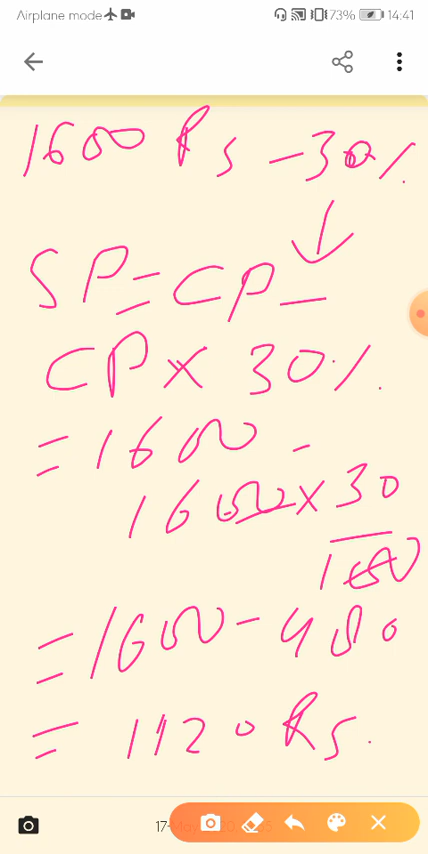 Airplane mode 73% 14:41
1600 Rs - 30%
SP = CP -
CP x 30%
= 1600 -
1600 x 30
100
= 1600 - 480
= 1120 Rs.
17-